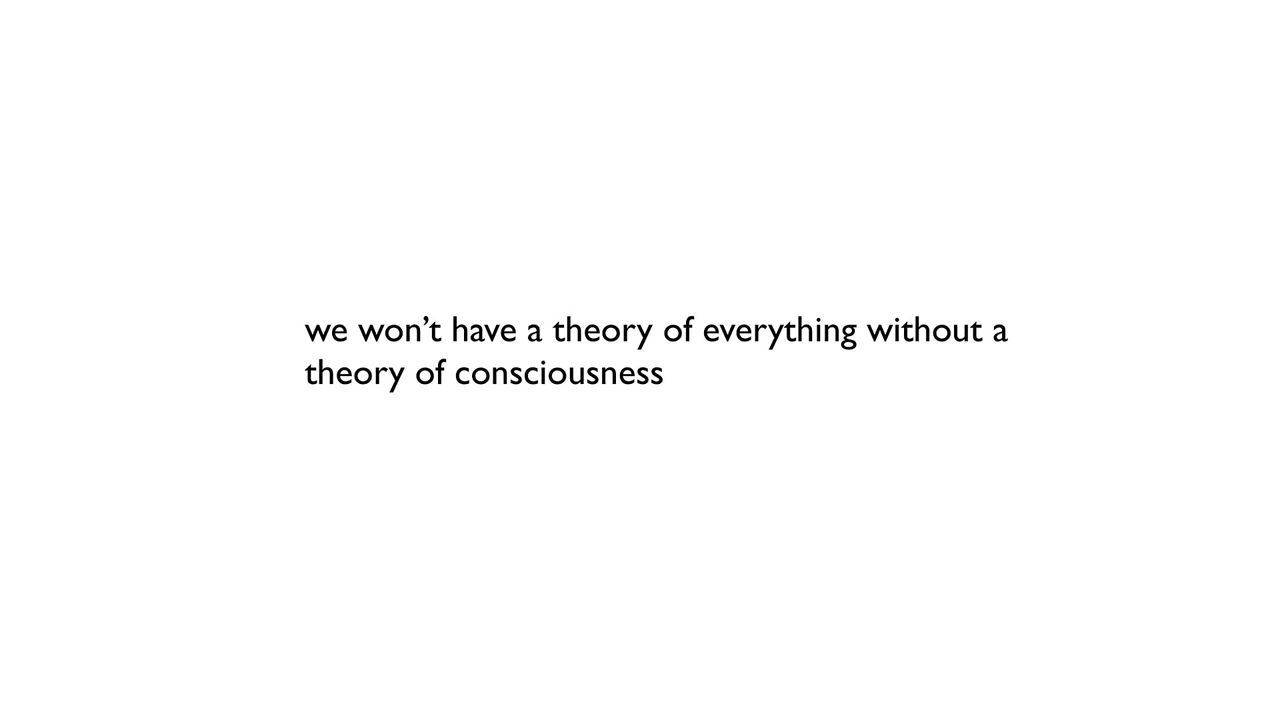 we won’t have a theory of everything without a
theory of consciousness